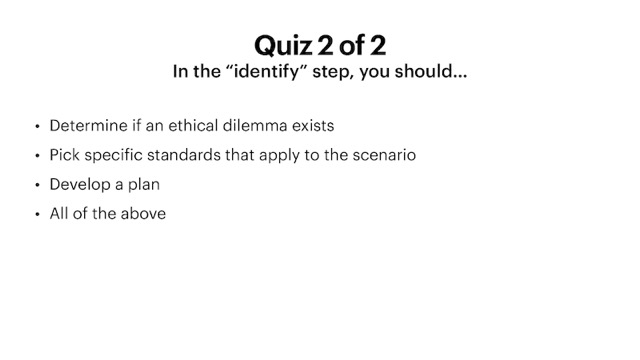 Quiz 2 of 2
In the “identify” step, you should...
• Determine if an ethical dilemma exists
• Pick specific standards that apply to the scenario
• Develop a plan
• All of the above